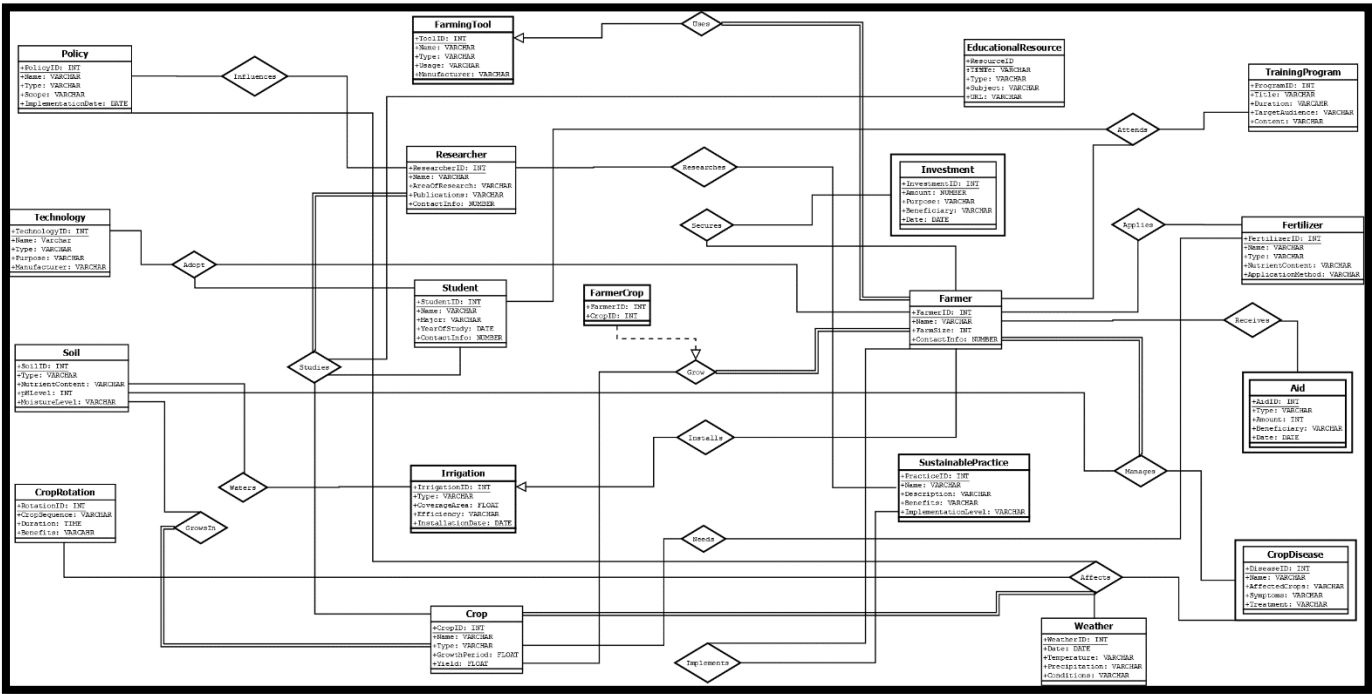 FarmingTool
+ToolID: INT
+Name: VARCHAR
+Type: VARCHAR
+Usage: VARCHAR
+Manufacturer: VARCHAR
Uses
Policy
+PolicyID: INT
+Name: VARCHAR
+Type: VARCHAR
+Scope: VARCHAR
+ImplementationDate: DATE
Influences
EducationalResource
+ResourceID
+Type: VARCHAR
+Subject: VARCHAR
+URL: VARCHAR
TrainingProgram
+ProgramID: INT
+Title: VARCHAR
+Duration: VARCAHR
+TargetAudience: VARCHAR
+Content: VARCHAR
Attends
Researcher
+ResearcherID: INT
+Name: VARCHAR
+AreaOfResearch: VARCHAR
+Publications: VARCHAR
+ContactInfo: NUMBER
Researches
Investment
+InvestmentID: INT
+Amount: NUMBER
+Purpose: VARCHAR
+Beneficiary: VARCHAR
+Date: DATE
Technology
+TechnologyID: INT
+Name: Varchar
+Type: VARCHAR
+Purpose: VARCHAR
+Manufacturer: VARCHAR
Adopt
Secures
Applies
Fertilizer
+FertilizerID: INT
+Name: VARCHAR
+Type: VARCHAR
+NutrientContent: VARCHAR
+ApplicationMethod: VARCHAR
Student
+StudentID: INT
+Name: VARCHAR
+Major: VARCHAR
+YearOfStudy: DATE
+ContactInfo: NUMBER
FarmerCrop
+FarmerID: INT
+CropID: INT
Farmer
+FarmerID: INT
+Name: VARCHAR
+FarmSize: INT
+ContactInfo: NUMBER
Receives
Soil
+SoilID: INT
+Type: VARCHAR
+NutrientContent: VARCHAR
+pHLevel: INT
+MoistureLevel: VARCHAR
Studies
Grow
Aid
+AidID: INT
+Type: VARCHAR
+Amount: INT
+Beneficiary: VARCHAR
+Date: DATE
Installs
CropRotation
+RotationID: INT
+CropSequence: VARCHAR
+Duration: TIME
+Benefits: VARCAHR
Waters
GrowsIn
Irrigation
+IrrigationID: INT
+Type: VARCHAR
+CoverageArea: FLOAT
+Efficiency: VARCHAR
+InstallationDate: DATE
SustainablePractice
+PracticeID: INT
+Name: VARCHAR
+Description: VARCHAR
+Benefits: VARCHAR
+ImplementationLevel: VARCHAR
Manages
Needs
CropDisease
+DiseaseID: INT
+Name: VARCHAR
+AffectedCrops: VARCHAR
+Symptoms: VARCHAR
+Treatment: VARCHAR
Affects
Crop
+CropID: INT
+Name: VARCHAR
+Type: VARCHAR
+GrowthPeriod: FLOAT
+Yield: FLOAT
Implements
Weather
+WeatherID: INT
+Date: DATE
+Temperature: VARCHAR
+Precipitation: VARCHAR
+Conditions: VARCHAR